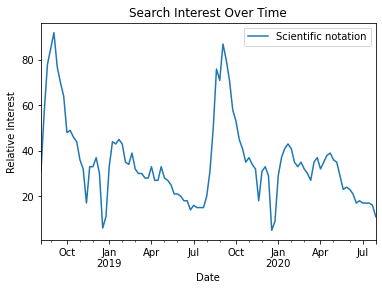 Search Interest Over Time
Scientific notation
Relative Interest
80
60
40
20
Oct Jan Apr Jul Oct Jan Apr Jul
2019 2020
Date